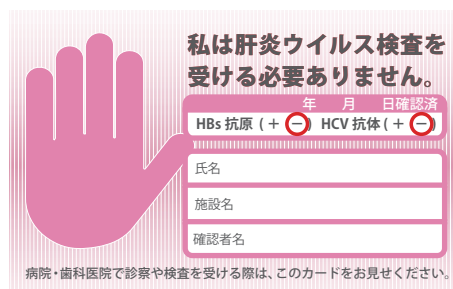 私は肝炎ウイルス検査を
受ける必要ありません。
年 月 日確認済
HBs 抗原 (＋ －) HCV 抗体 (＋ －)
氏名
施設名
確認者名
病院・歯科医院で診察や検査を受ける際は、このカードをお見せください。